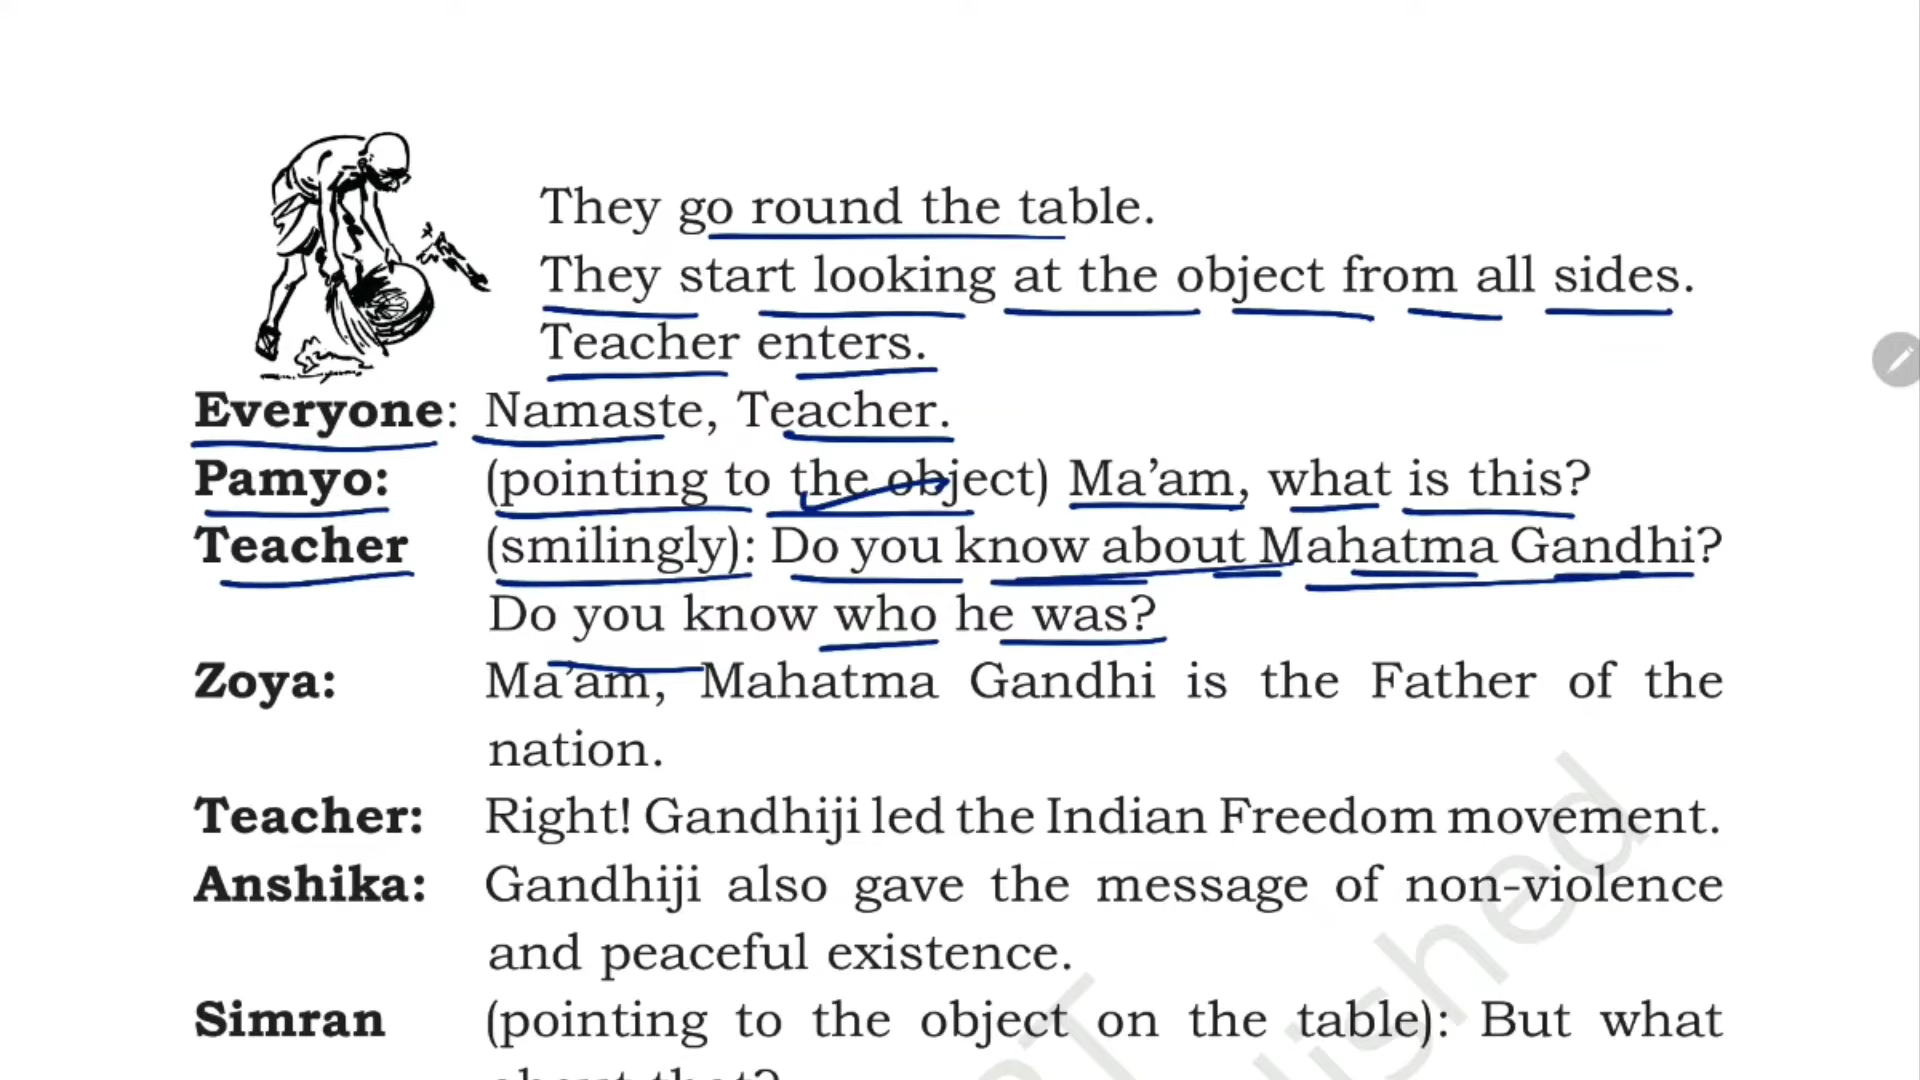 They go round the table.
They start looking at the object from all sides.
Teacher enters.
Everyone: Namaste, Teacher.
Pamyo: (pointing to the object) Ma’am, what is this?
Teacher (smilingly): Do you know about Mahatma Gandhi?
Do you know who he was?
Zoya: Ma’am, Mahatma Gandhi is the Father of the
nation.
Teacher: Right! Gandhiji led the Indian Freedom movement.
Anshika: Gandhiji also gave the message of non-violence
and peaceful existence.
Simran (pointing to the object on the table): But what
about that?